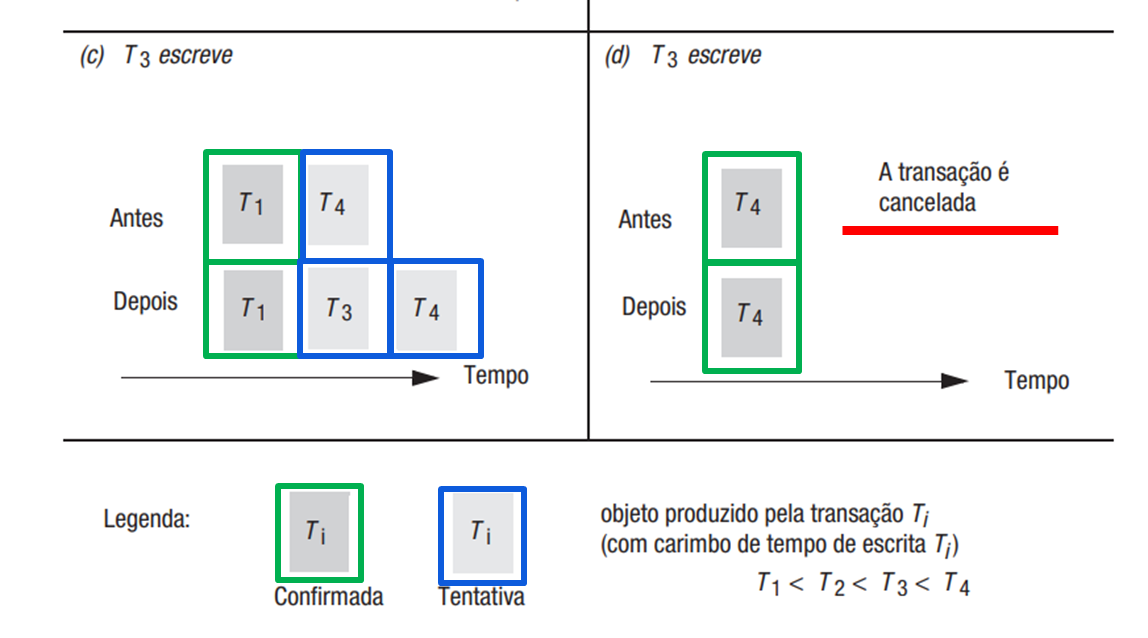 (c) T3 escreve
Antes T1 T4
Depois T1 T3 T4
Tempo
(d) T3 escreve
Antes T4
A transação é
cancelada
Depois T4
Tempo
Legenda:
Ti
Confirmada
Ti
Tentativa
objeto produzido pela transação Ti
(com carimbo de tempo de escrita Ti)
T1 < T2 < T3 < T4